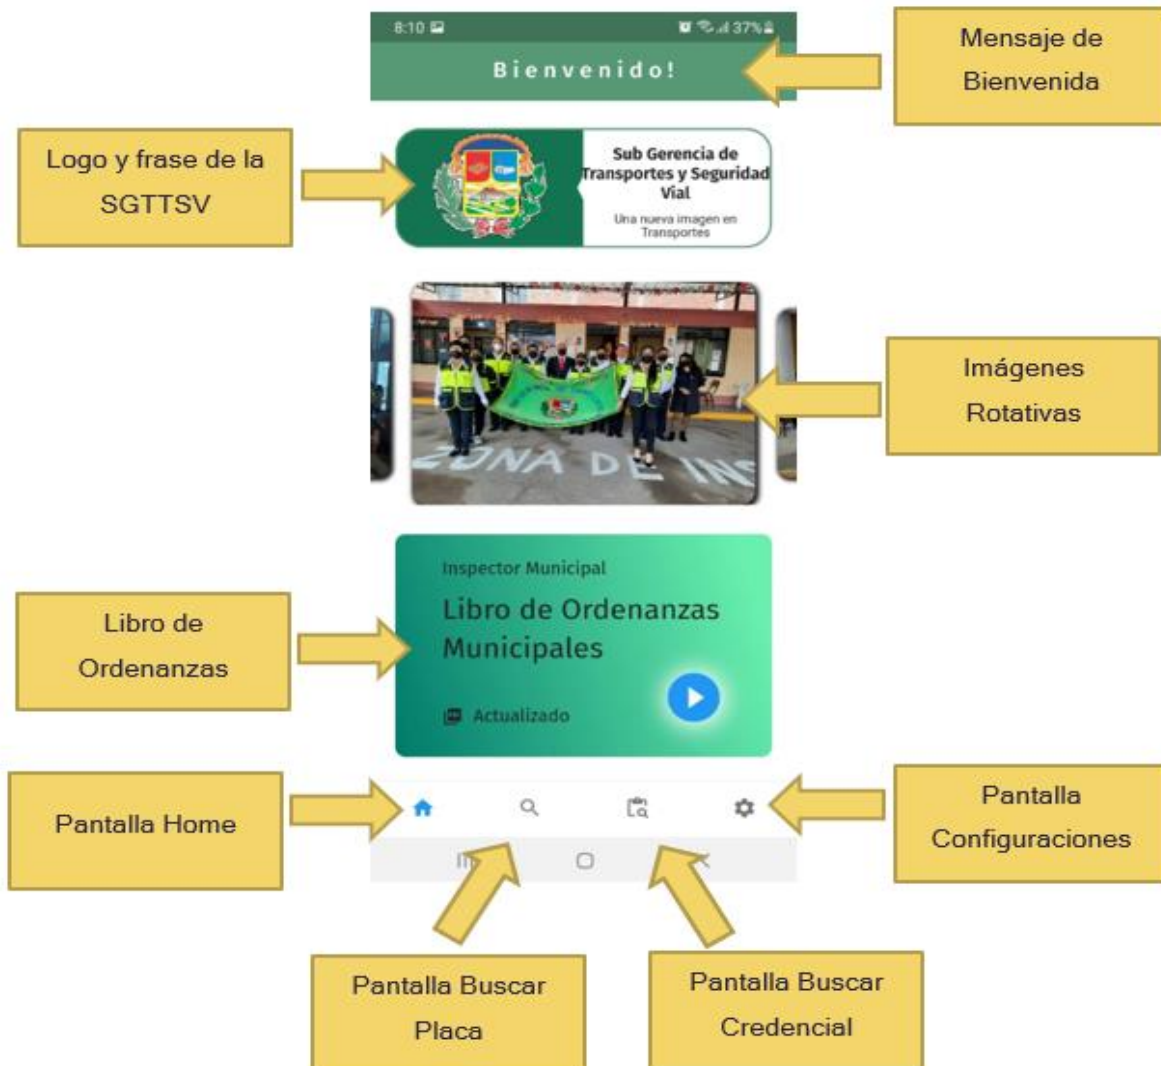 8:10
37%
Bienvenido!
Mensaje de
Bienvenida
Logo y frase de la
SGTTSV
Sub Gerencia de
Transportes y Seguridad
Vial
Una nueva imagen en
Transportes
ZONA DE INS
Imágenes
Rotativas
Inspector Municipal
Libro de Ordenanzas
Municipales
Actualizado
Libro de
Ordenanzas
Pantalla Home
Pantalla
Configuraciones
Pantalla Buscar
Placa
Pantalla Buscar
Credencial